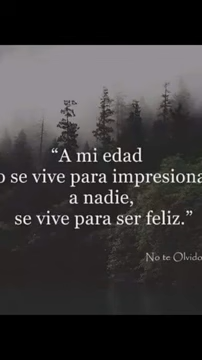 “A mi edad
o se vive para impresiona
a nadie,
se vive para ser feliz.”
No te Olvido